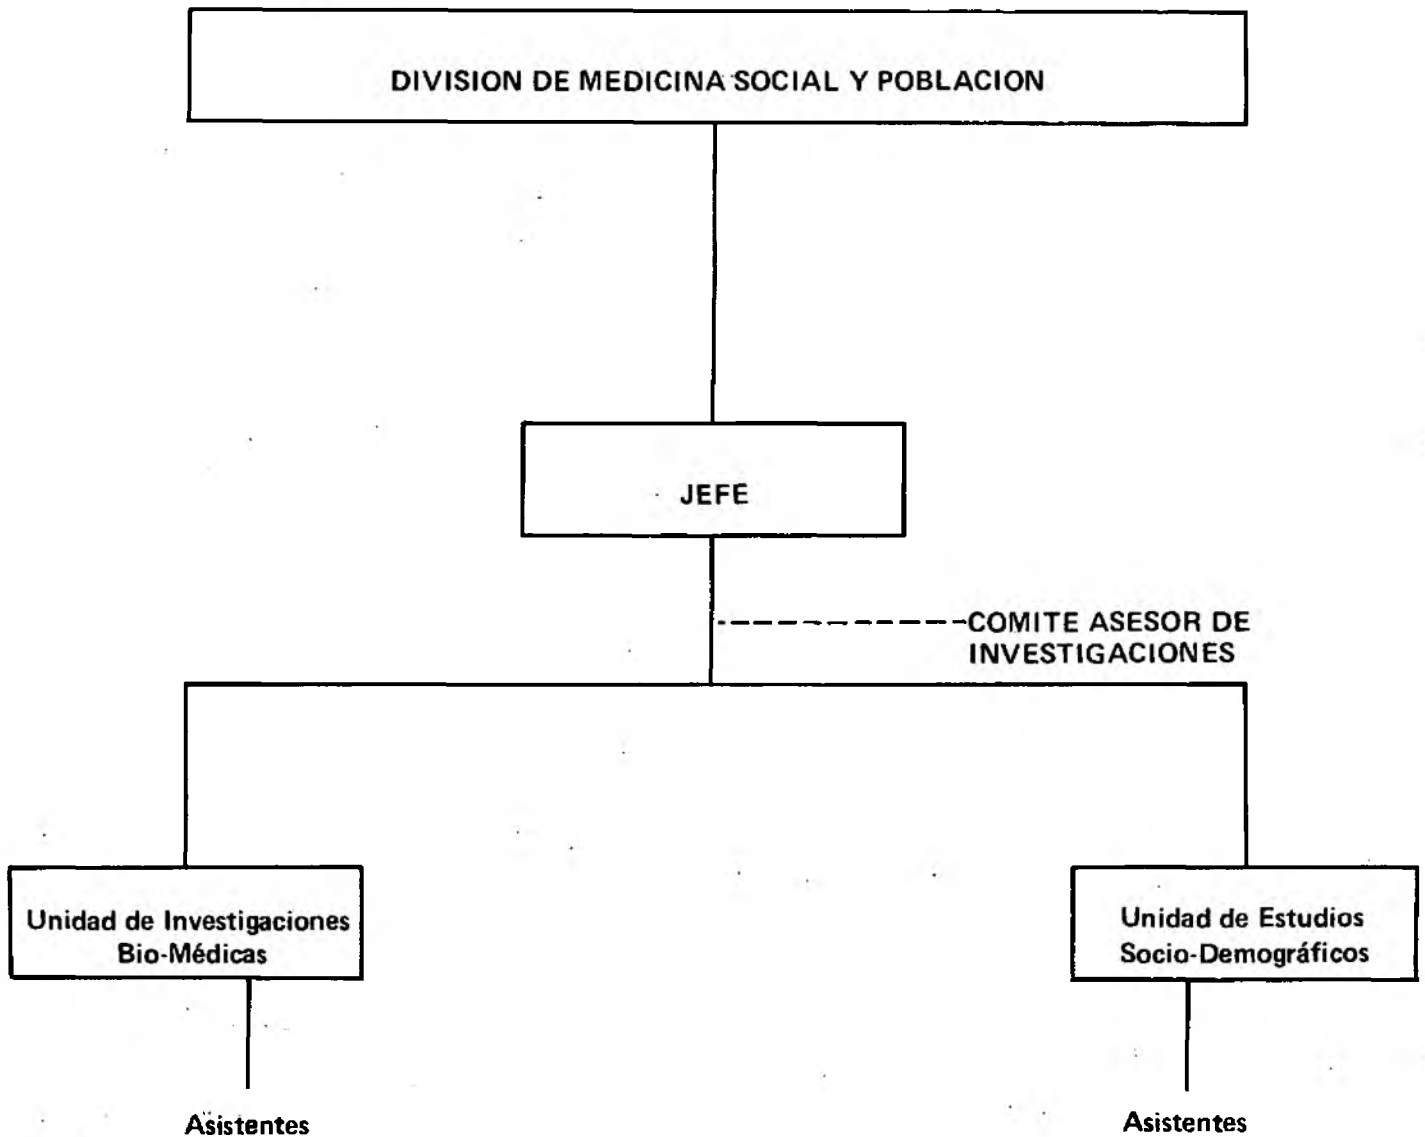 DIVISION DE MEDICINA SOCIAL Y POBLACION
JEFE
COMITE ASESOR DE
INVESTIGACIONES
Unidad de Investigaciones
Bio-Médicas
Unidad de Estudios
Socio-Demográficos
Asistentes
Asistentes